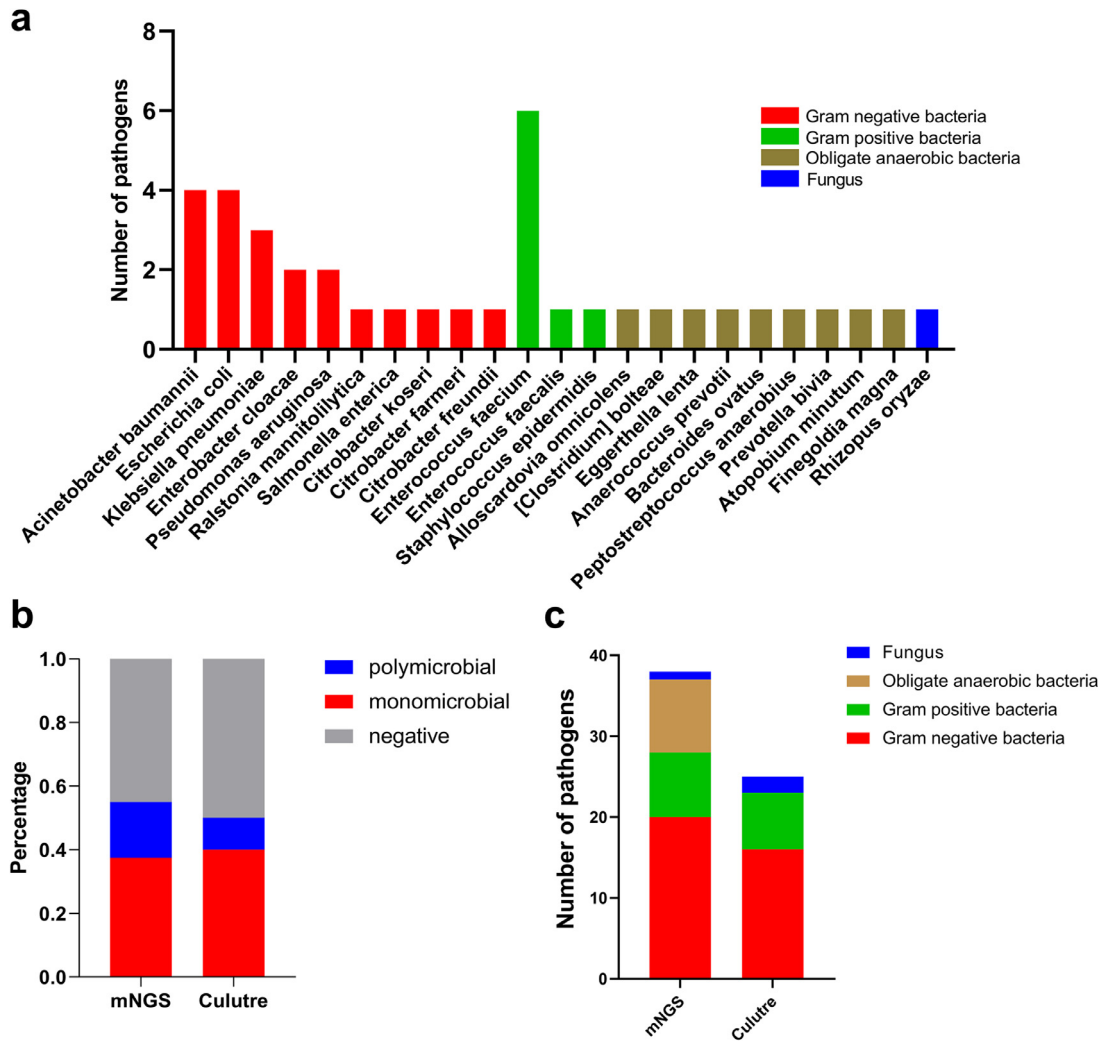 a
8
6
4
2
0
Number of pathogens
Gram negative bacteria
Gram positive bacteria
Obligate anaerobic bacteria
Fungus
Acinetobacter baumannii
Escherichia coli
Klebsiella pneumoniae
Enterobacter cloacae
Pseudomonas aeruginosa
Ralstonia mannitolilytica
Salmonella enterica
Citrobacter koseri
Citrobacter farmeri
Citrobacter freundii
Enterococcus faecium
Enterococcus faecalis
Staphylococcus epidermidis
Alloscardovia omnicolens
[Clostridium] bolteae
Eggerthella lenta
Anaerococcus prevotii
Bacteroides ovatus
Peptostreptococcus anaerobius
Prevotella bivia
Atopobium minutum
Finegoldia magna
Rhizopus oryzae
b
1.0
0.8
0.6
0.4
0.2
0.0
Percentage
mNGS
Culutre
polymicrobial
monomicrobial
negative
c
40
30
20
10
0
Number of pathogens
mNGS
Culutre
Fungus
Obligate anaerobic bacteria
Gram positive bacteria
Gram negative bacteria